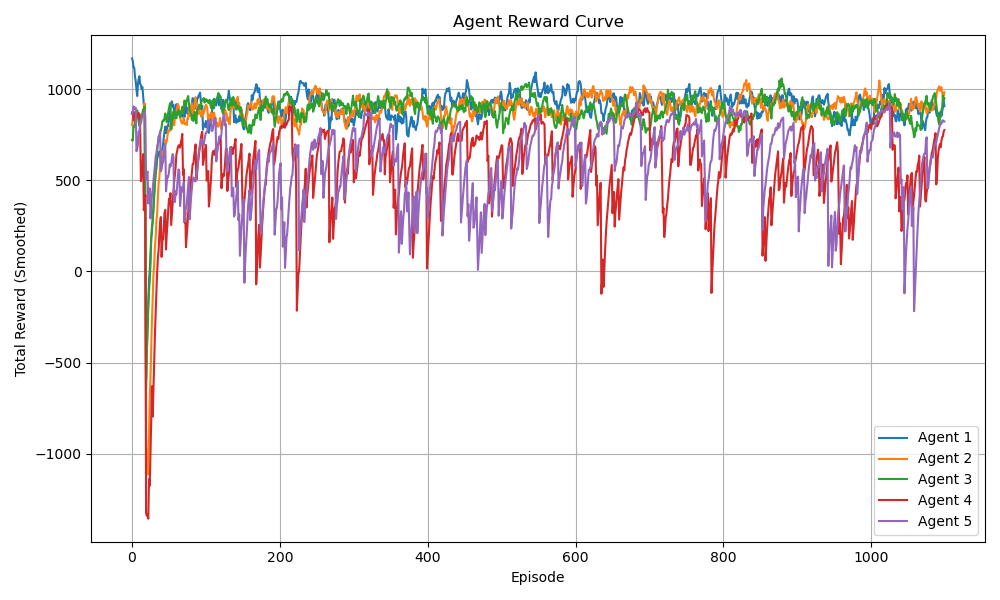 Agent Reward Curve
Total Reward (Smoothed)
1000
500
0
−500
−1000
0 200 400 600 800 1000
Episode
Agent 1
Agent 2
Agent 3
Agent 4
Agent 5